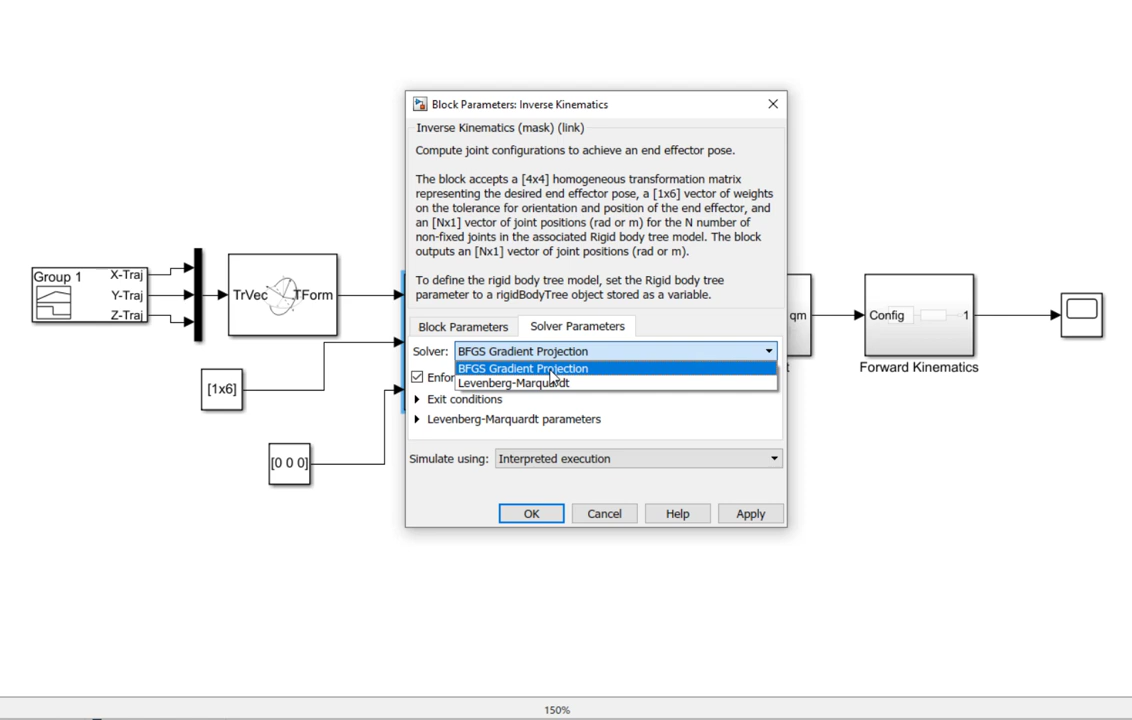 Block Parameters: Inverse Kinematics
Inverse Kinematics (mask) (link)
Compute joint configurations to achieve an end effector pose.
The block accepts a [4x4] homogeneous transformation matrix
representing the desired end effector pose, a [1x6] vector of weights
on the tolerance for orientation and position of the end effector, and
an [Nx1] vector of joint positions (rad or m) for the N number of
non-fixed joints in the associated Rigid body tree model. The block
outputs an [Nx1] vector of joint positions (rad or m).
To define the rigid body tree model, set the Rigid body tree
parameter to a rigidBodyTree object stored as a variable.
Block Parameters
Solver Parameters
Solver: BFGS Gradient Projection
BFGS Gradient Projection
Levenberg-Marquardt
Enfor
Exit conditions
Levenberg-Marquardt parameters
Simulate using: Interpreted execution
OK
Cancel
Help
Apply
Group 1
X-Traj
Y-Traj
Z-Traj
TrVec
TForm
[1x6]
[0 0 0]
qm
t
Config
1
Forward Kinematics
150%